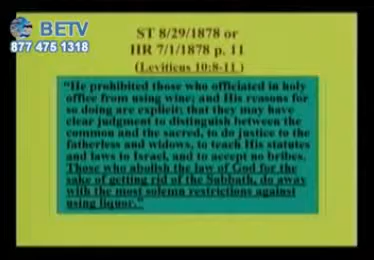 BETV
877 475 1318
ST 8/29/1878 or
HR 7/1/1878 p. 11
(Leviticus 10:8-11 )
"He prohibited those who officiated in holy
office from using wine; and His reasons for
so doing are explicit; that they may have
clear judgment to distinguish between the
common and the sacred, to do justice to the
fatherless and widows, to teach His statutes
and laws to Israel, and to accept no bribes.
Those who abolish the law of God for the
sake of getting rid of the Sabbath, do away
with the most solemn restrictions against
using liquor."